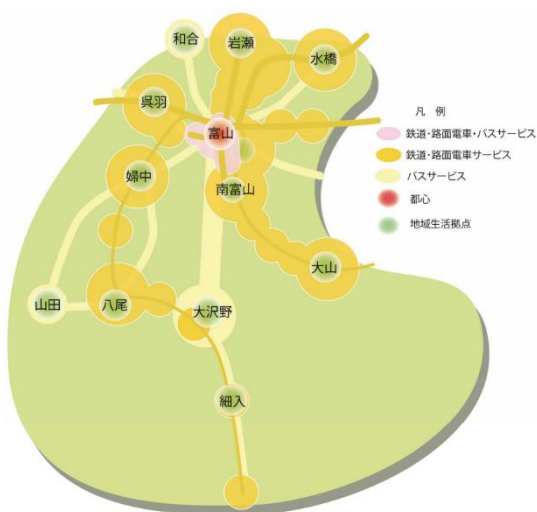 和合
岩瀬
水橋
呉羽
富山
婦中
南富山
大山
山田
八尾
大沢野
細入
凡 例
鉄道・路面電車・バスサービス
鉄道・路面電車サービス
バスサービス
都心
地域生活拠点